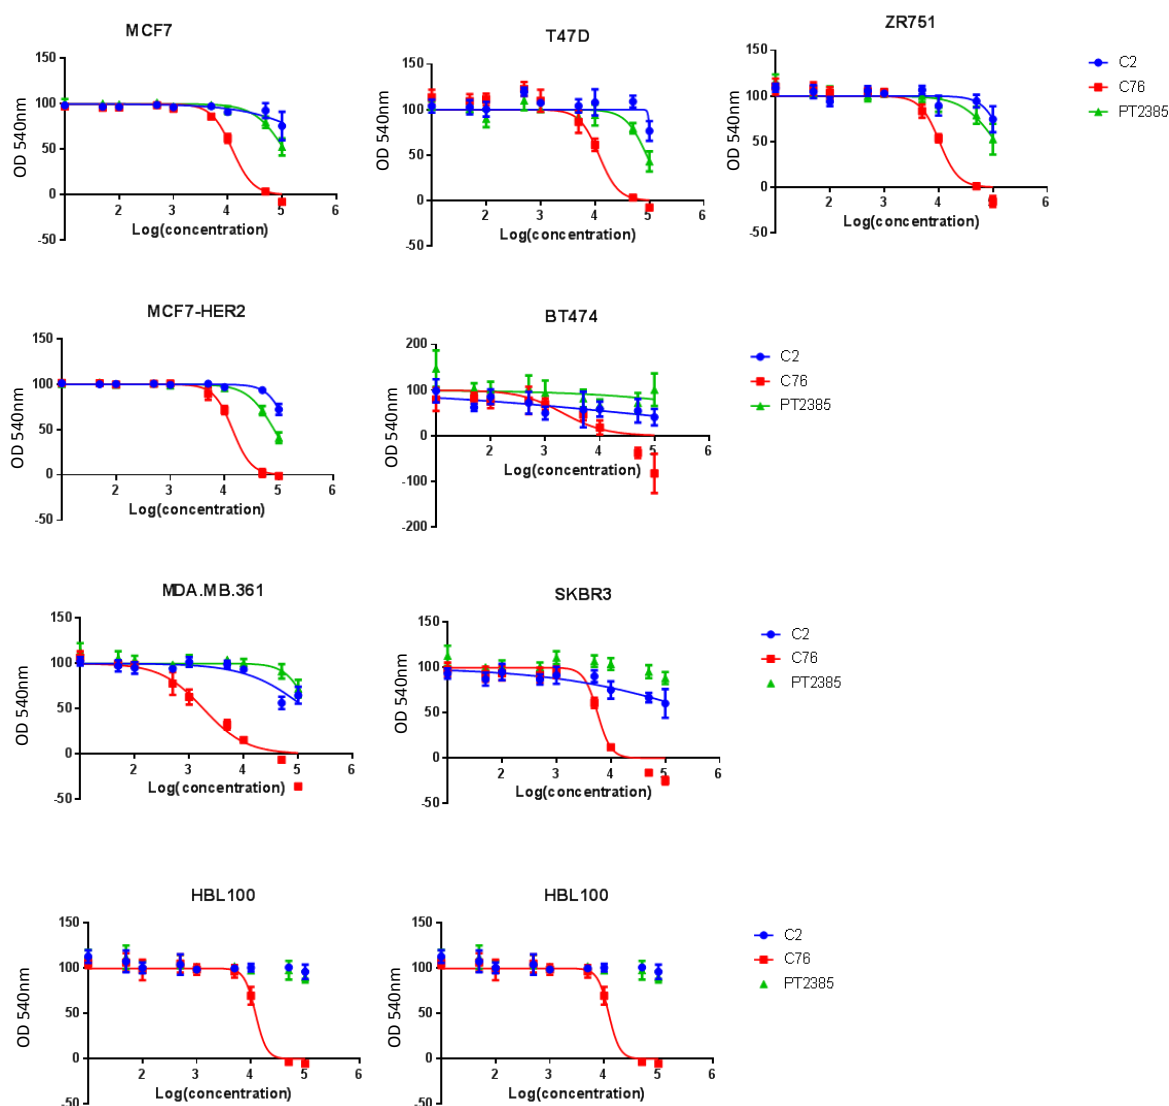 MCF7
T47D
ZR751
150
100
50
0
-50
OD 540nm
2 3 4 5 6
Log(concentration)
150
100
50
0
-50
OD 540nm
2 3 4 5 6
Log(concentration)
150
100
50
0
-50
OD 540nm
2 3 4 5 6
Log(concentration)
C2
C76
PT2385
MCF7-HER2
BT474
150
100
50
0
-50
OD 540nm
2 3 4 5 6
Log(concentration)
200
100
0
-100
-200
OD 540nm
2 3 4 5 6
Log(concentration)
C2
C76
PT2385
MDA.MB.361
SKBR3
150
100
50
0
-50
OD 540nm
2 3 4 5 6
Log(concentration)
150
100
50
0
-50
OD 540nm
2 3 4 5 6
Log(concentration)
C2
C76
PT2385
HBL100
HBL100
150
100
50
0
-50
OD 540nm
2 3 4 5 6
Log(concentration)
150
100
50
0
-50
OD 540nm
2 3 4 5 6
Log(concentration)
C2
C76
PT2385